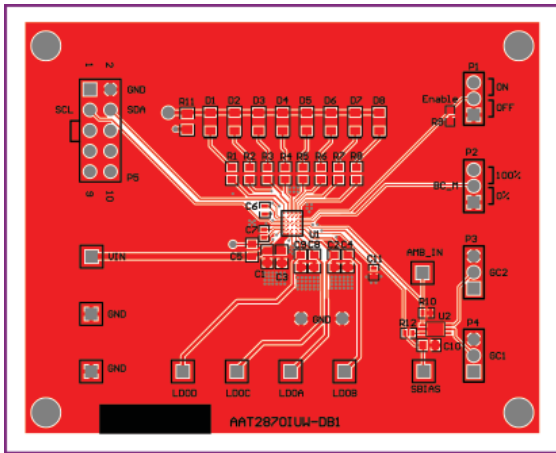 1 2
GND
SCL SDA
P5
9 10
R11 D1 D2 D3 D4 D5 D6 D7 D8
R1 R2 R3 R4 R5 R6 R7 R8
P1
ON
OFF
Enable
R9
P2
100%
0%
BC_M
C6
C7
U1
C5
C1
C3
C9 C8 C2 C4
C11
VIN
AMB_IN
P3
GC2
GND
GND
R10
U2
R12
C10
P4
GC1
GND
LDOD LDOC LDOA LDOB SBIAS
AAT2870IUW-DB1